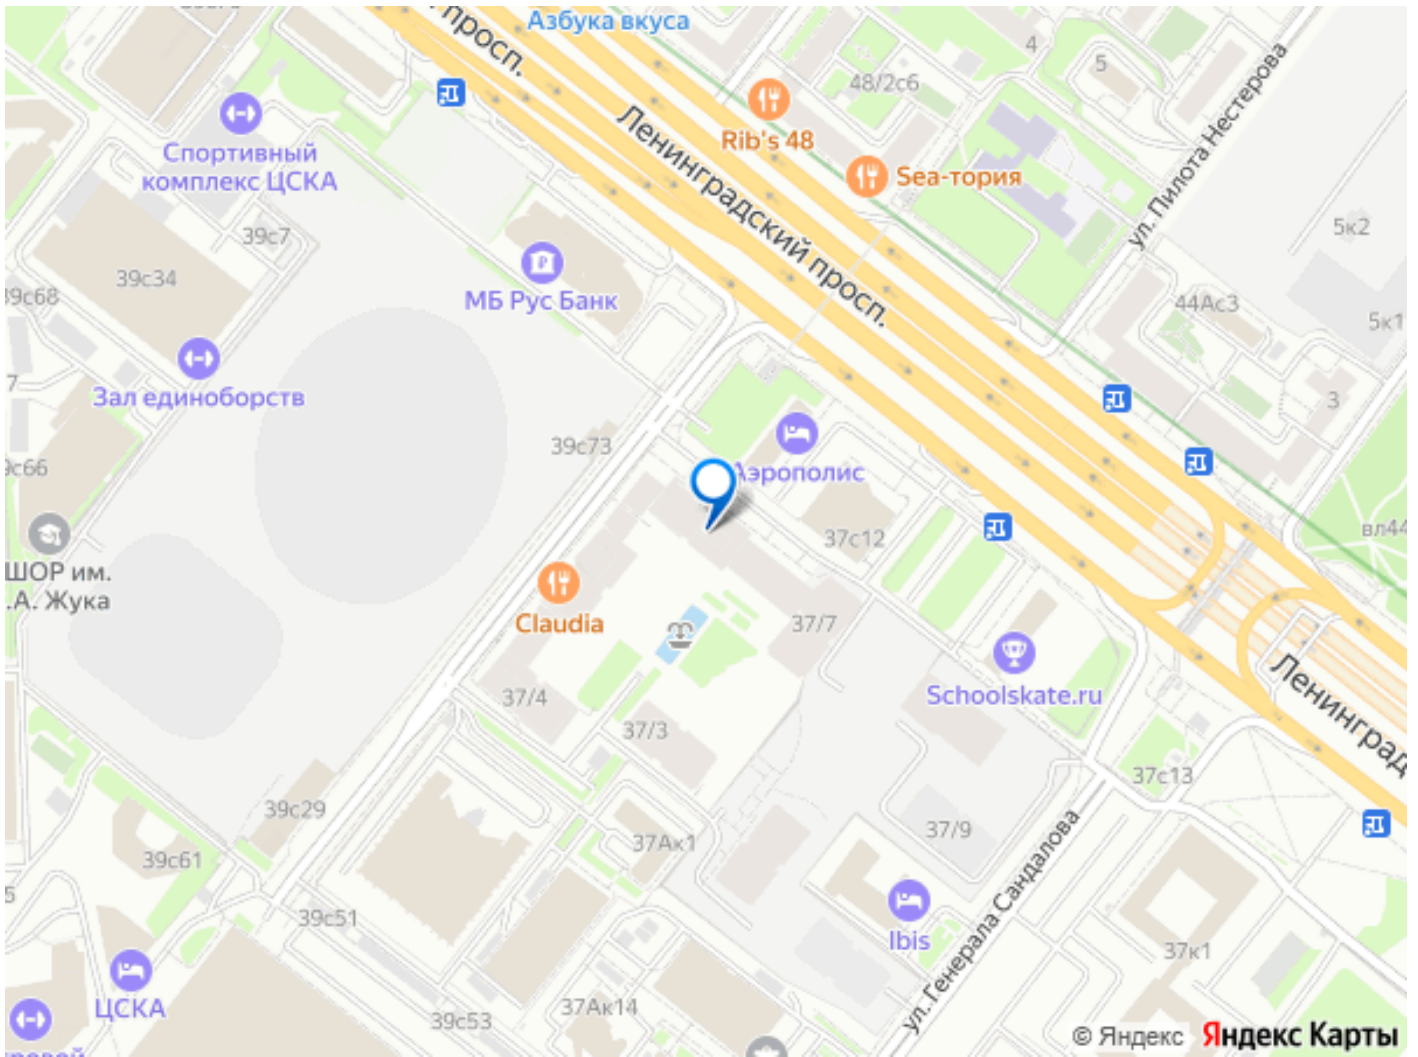 Азбука вкуса
просп.
4
5
48/2с6
Rib's 48
Sea-тория
ул. Пилота Нестерова
Ленинградский просп.
Спортивный
комплекс ЦСКА
39с7
39с34
39с68
МБ Рус Банк
5к2
44Ас3
5к1
3
Зал единоборств
39с73
Аэрополис
37с12
вл44
Claudia
37/7
Schoolskate.ru
37/4
37/3
Ленинград
37с13
39с29
39с61
37Ак1
37/9
39с51
Ibis
ул. Генерала Сандалова
37к1
ЦСКА
37Ак14
39с53
© Яндекс Яндекс Карты